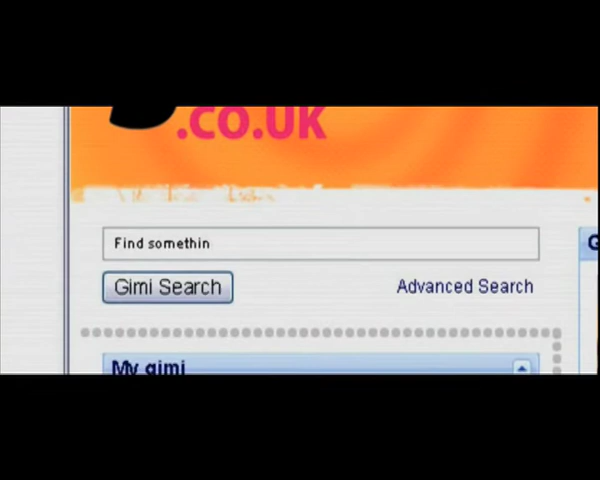 .CO.UK
Find somethin
Gimi Search
Advanced Search
G
My gimi